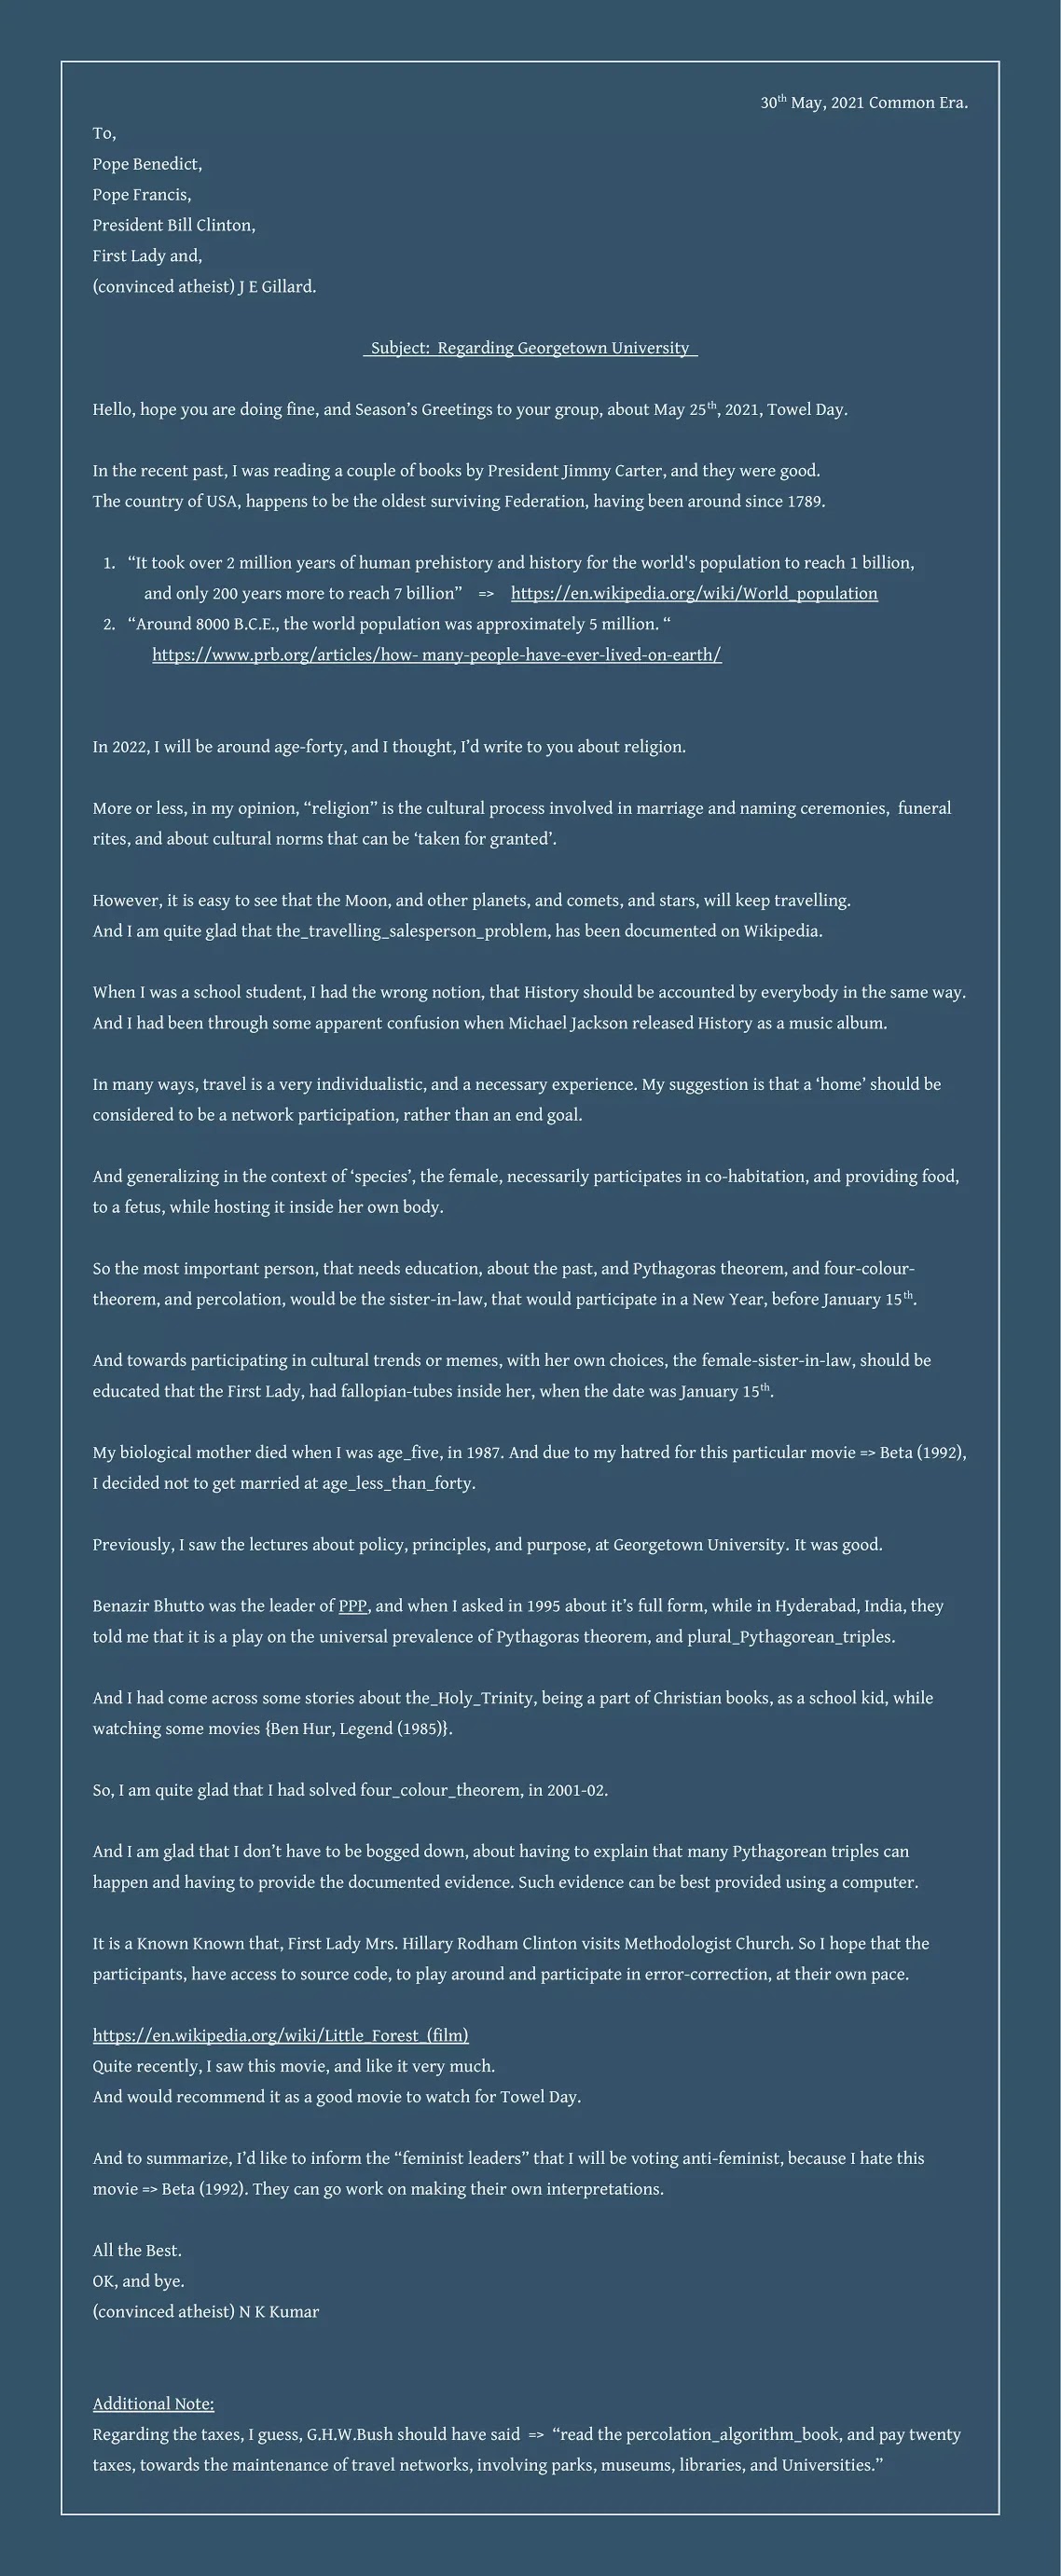 30th May, 2021 Common Era.
To,
Pope Benedict,
Pope Francis,
President Bill Clinton,
First Lady and,
(convinced atheist) J E Gillard.
Subject:  Regarding Georgetown University
Hello, hope you are doing fine, and Season’s Greetings to your group, about May 25th, 2021, Towel Day.
In the recent past, I was reading a couple of books by President Jimmy Carter, and they were good.
The country of USA, happens to be the oldest surviving Federation, having been around since 1789.
1. “It took over 2 million years of human prehistory and history for the world's population to reach 1 billion,
and only 200 years more to reach 7 billion” => https://en.wikipedia.org/wiki/World_population
2. “Around 8000 B.C.E., the world population was approximately 5 million. “
https://www.prb.org/articles/how- many-people-have-ever-lived-on-earth/
In 2022, I will be around age-forty, and I thought, I’d write to you about religion.
More or less, in my opinion, “religion” is the cultural process involved in marriage and naming ceremonies,  funeral
rites, and about cultural norms that can be ‘taken for granted’.
However, it is easy to see that the Moon, and other planets, and comets, and stars, will keep travelling.
And I am quite glad that the_travelling_salesperson_problem, has been documented on Wikipedia.
When I was a school student, I had the wrong notion, that History should be accounted by everybody in the same way.
And I had been through some apparent confusion when Michael Jackson released History as a music album.
In many ways, travel is a very individualistic, and a necessary experience. My suggestion is that a ‘home’ should be
considered to be a network participation, rather than an end goal.
And generalizing in the context of ‘species’, the female, necessarily participates in co-habitation, and providing food,
to a fetus, while hosting it inside her own body.
So the most important person, that needs education, about the past, and Pythagoras theorem, and four-colour-
theorem, and percolation, would be the sister-in-law, that would participate in a New Year, before January 15th.
And towards participating in cultural trends or memes, with her own choices, the female-sister-in-law, should be
educated that the First Lady, had fallopian-tubes inside her, when the date was January 15th.
My biological mother died when I was age_five, in 1987. And due to my hatred for this particular movie => Beta (1992),
I decided not to get married at age_less_than_forty.
Previously, I saw the lectures about policy, principles, and purpose, at Georgetown University. It was good.
Benazir Bhutto was the leader of PPP, and when I asked in 1995 about it’s full form, while in Hyderabad, India, they
told me that it is a play on the universal prevalence of Pythagoras theorem, and plural_Pythagorean_triples.
And I had come across some stories about the_Holy_Trinity, being a part of Christian books, as a school kid, while
watching some movies {Ben Hur, Legend (1985)}.
So, I am quite glad that I had solved four_colour_theorem, in 2001-02.
And I am glad that I don’t have to be bogged down, about having to explain that many Pythagorean triples can
happen and having to provide the documented evidence. Such evidence can be best provided using a computer.
It is a Known Known that, First Lady Mrs. Hillary Rodham Clinton visits Methodologist Church. So I hope that the
participants, have access to source code, to play around and participate in error-correction, at their own pace.
https://en.wikipedia.org/wiki/Little_Forest_(film)
Quite recently, I saw this movie, and like it very much.
And would recommend it as a good movie to watch for Towel Day.
And to summarize, I’d like to inform the “feminist leaders” that I will be voting anti-feminist, because I hate this
movie => Beta (1992). They can go work on making their own interpretations.
All the Best.
OK, and bye.
(convinced atheist) N K Kumar
Additional Note:
Regarding the taxes, I guess, G.H.W.Bush should have said => “read the percolation_algorithm_book, and pay twenty
taxes, towards the maintenance of travel networks, involving parks, museums, libraries, and Universities.”